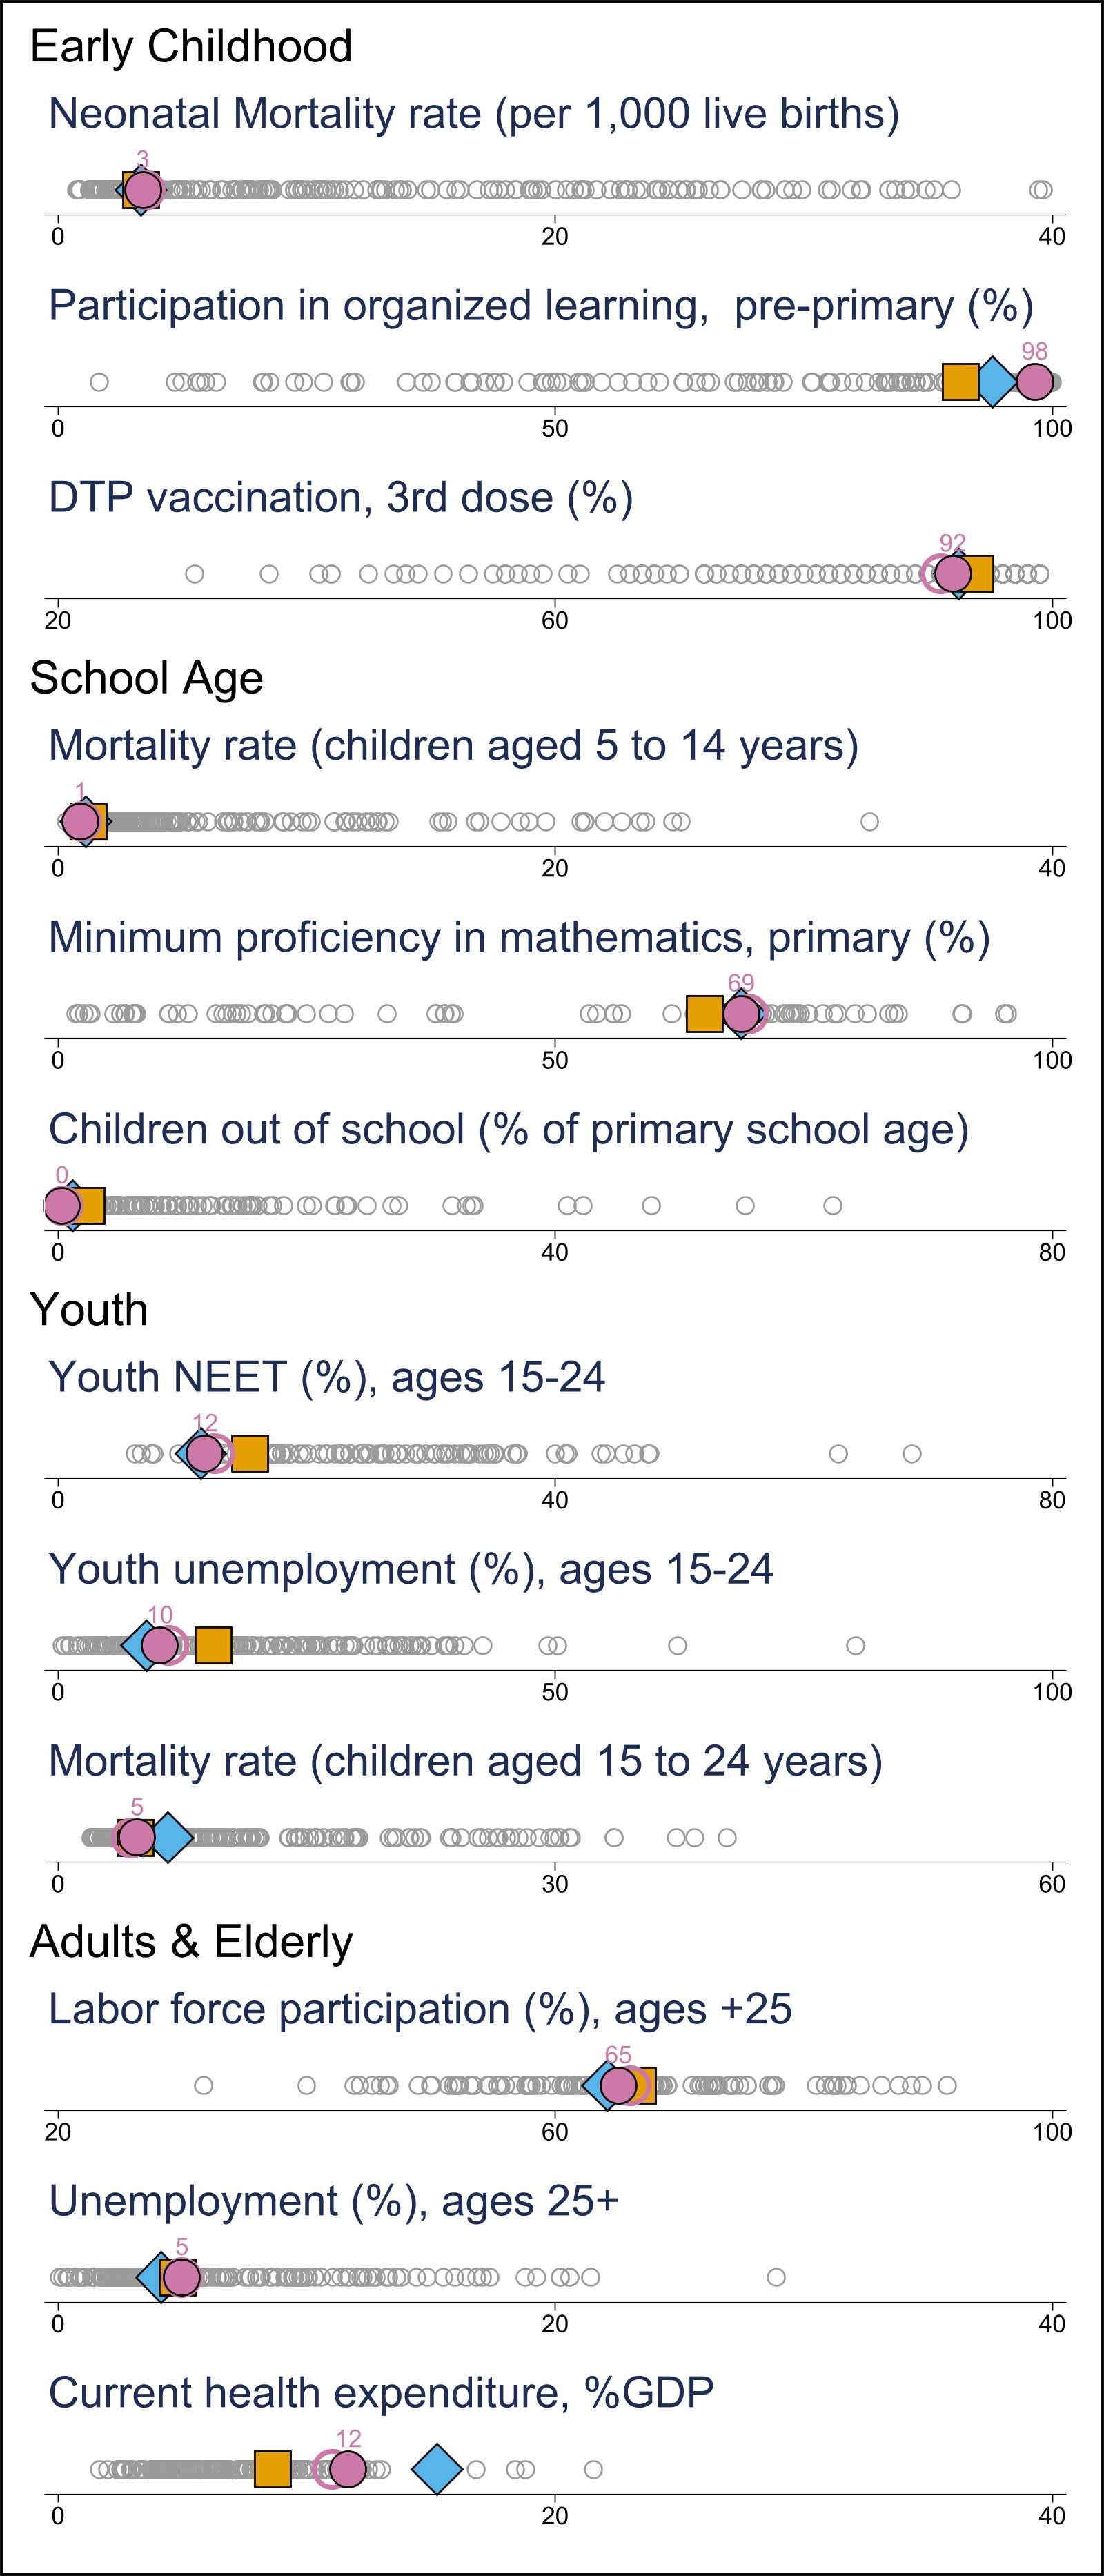 Early Childhood
Neonatal Mortality rate (per 1,000 live births)
3
0 20 40
Participation in organized learning,  pre-primary (%)
98
0 50 100
DTP vaccination, 3rd dose (%)
92
20 60 100
School Age
Mortality rate (children aged 5 to 14 years)
1
0 20 40
Minimum proficiency in mathematics, primary (%)
69
0 50 100
Children out of school (% of primary school age)
0
0 40 80
Youth
Youth NEET (%), ages 15-24
12
0 40 80
Youth unemployment (%), ages 15-24
10
0 50 100
Mortality rate (children aged 15 to 24 years)
5
0 30 60
Adults & Elderly
Labor force participation (%), ages +25
65
20 60 100
Unemployment (%), ages 25+
5
0 20 40
Current health expenditure, %GDP
12
0 20 40